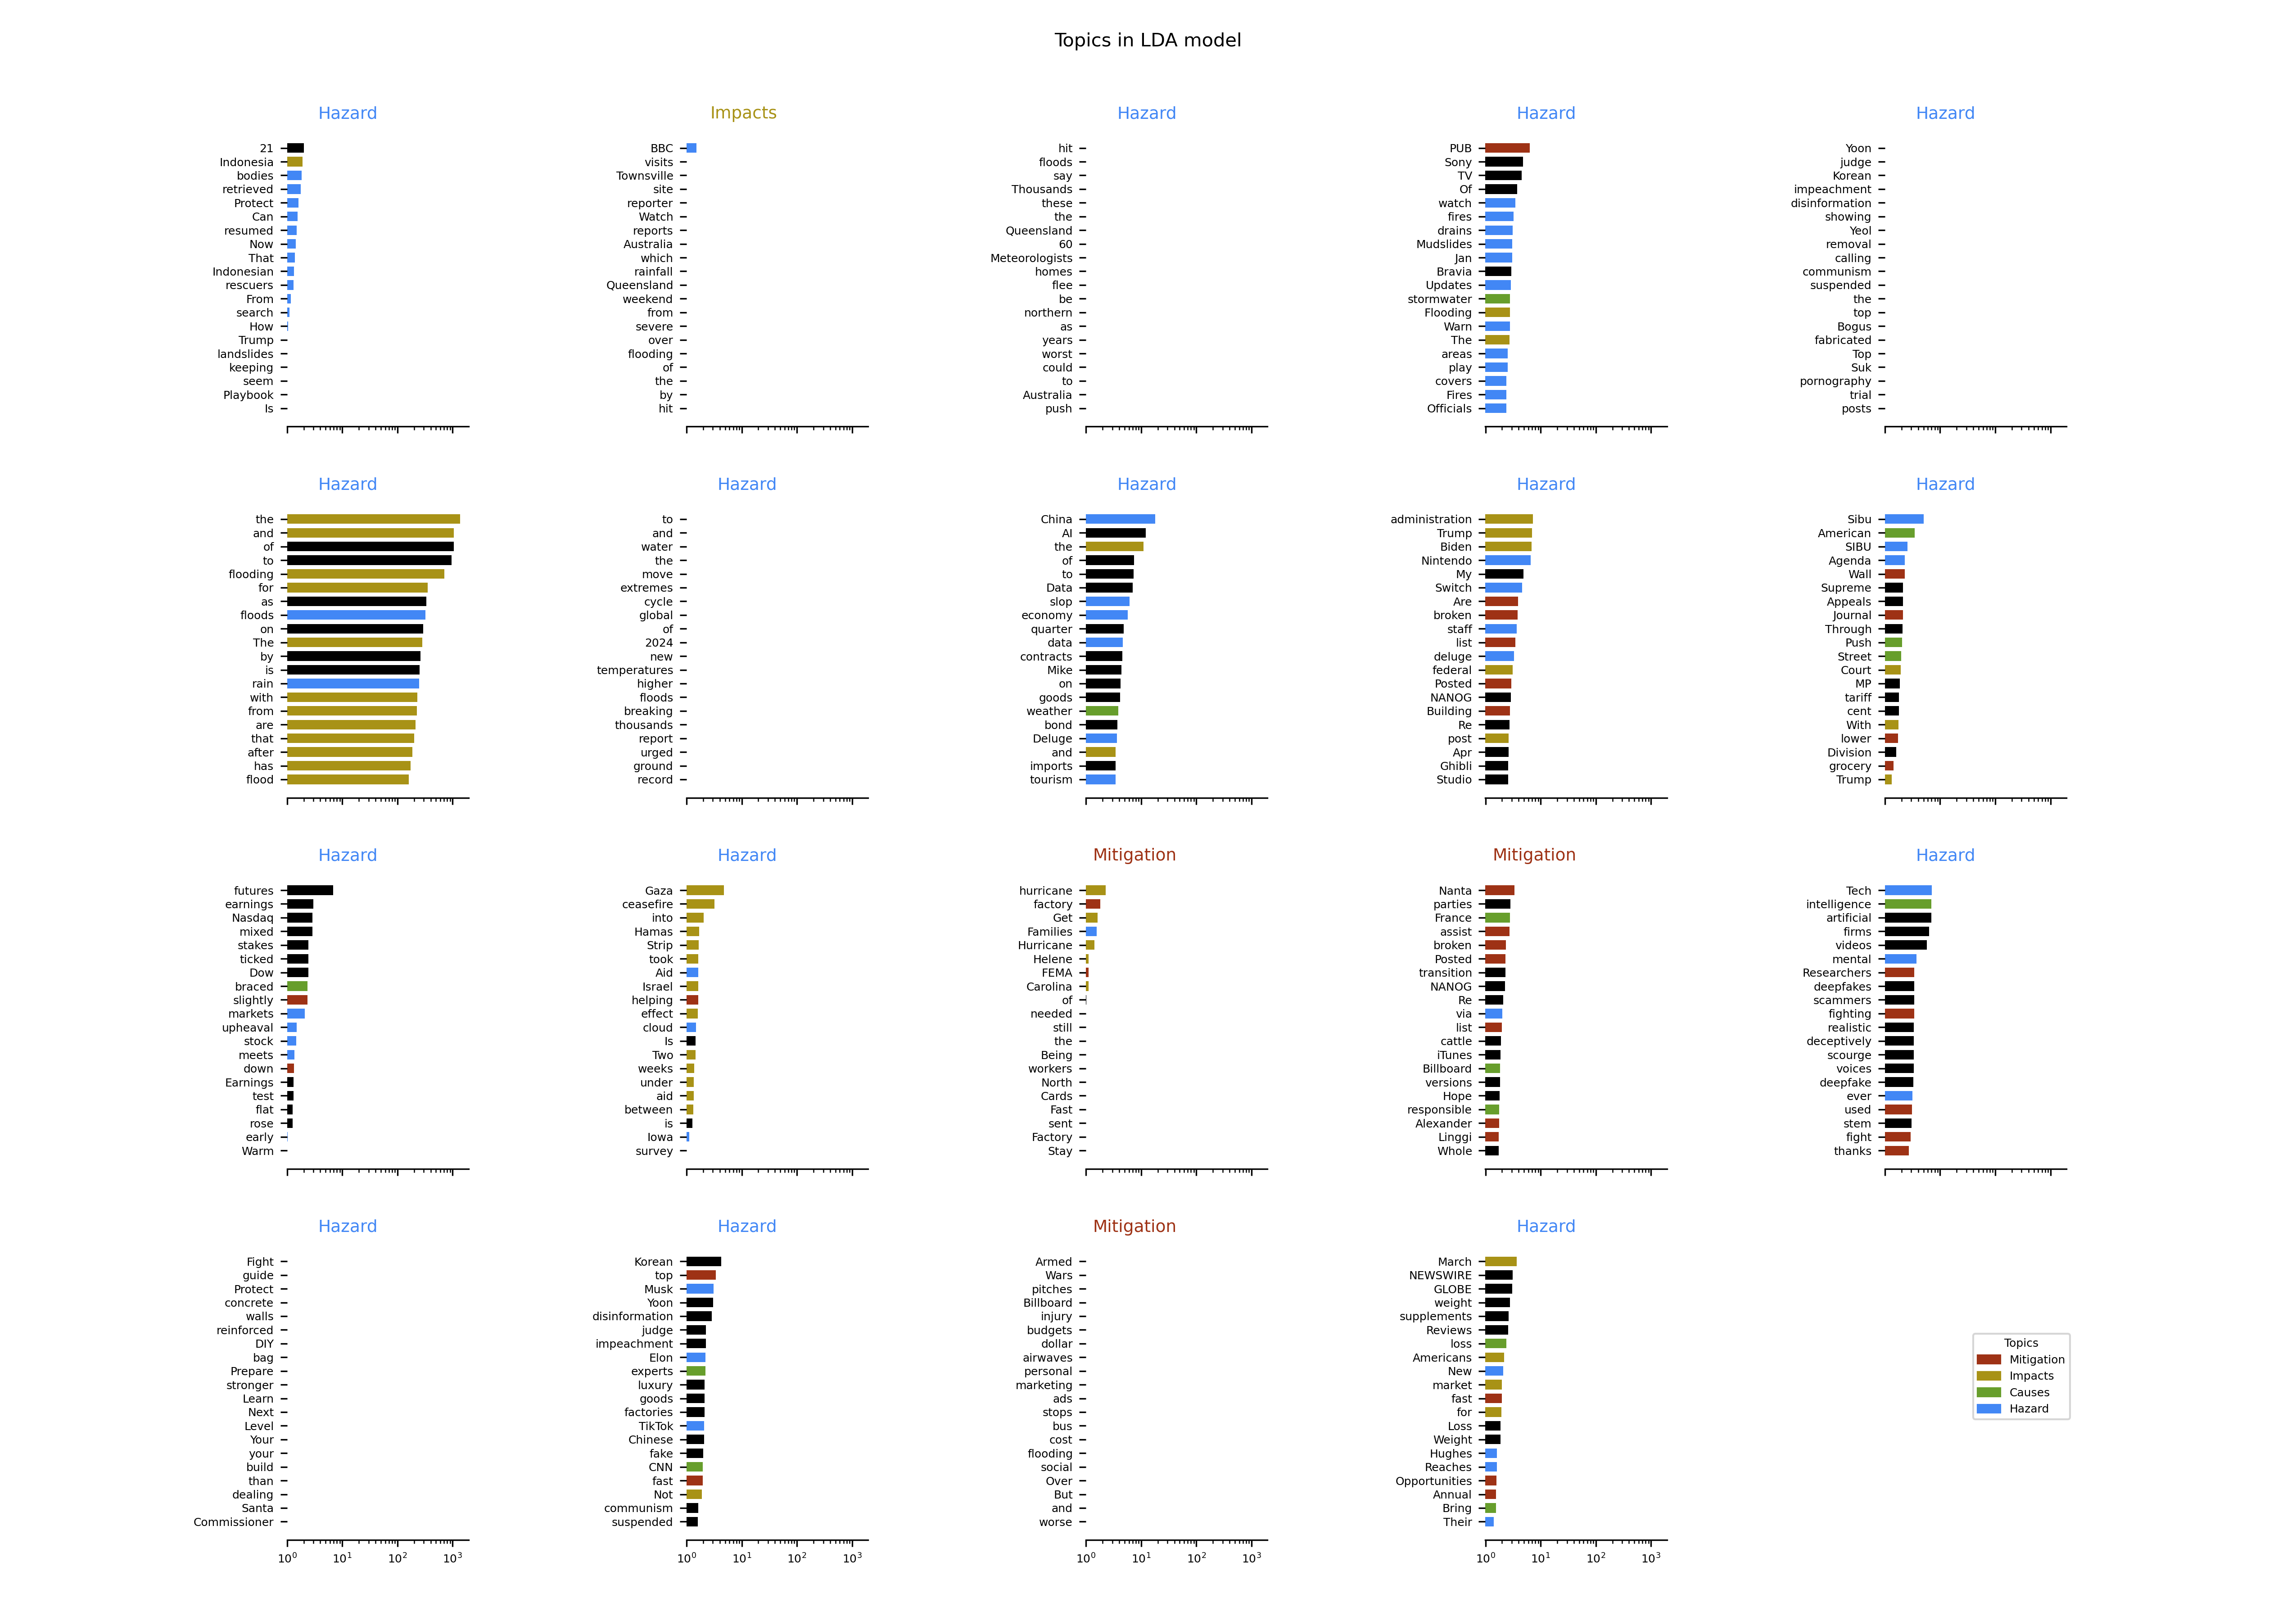 Topics in LDA model
Hazard
21
Indonesia
bodies
retrieved
Protect
Can
resumed
Now
That
Indonesian
rescuers
From
search
How
Trump
landslides
keeping
seem
Playbook
Is
Impacts
BBC
visits
Townsville
site
reporter
Watch
reports
Australia
which
rainfall
Queensland
weekend
from
severe
over
flooding
of
the
by
hit
Hazard
hit
floods
say
Thousands
these
the
Queensland
60
Meteorologists
homes
flee
be
northern
as
years
worst
could
to
Australia
push
Hazard
PUB
Sony
TV
Of
watch
fires
drains
Mudslides
Jan
Bravia
Updates
stormwater
Flooding
Warn
The
areas
play
covers
Fires
Officials
Hazard
Yoon
judge
Korean
impeachment
disinformation
showing
Yeol
removal
calling
communism
suspended
the
top
Bogus
fabricated
Top
Suk
pornography
trial
posts
Hazard
the
and
of
to
flooding
for
as
floods
on
The
by
is
rain
with
from
are
that
after
has
flood
Hazard
to
and
water
the
move
extremes
cycle
global
of
2024
new
temperatures
higher
floods
breaking
thousands
report
urged
ground
record
Hazard
China
AI
the
of
to
Data
slop
economy
quarter
data
contracts
Mike
on
goods
weather
bond
Deluge
and
imports
tourism
Hazard
administration
Trump
Biden
Nintendo
My
Switch
Are
broken
staff
list
deluge
federal
Posted
NANOG
Building
Re
post
Apr
Ghibli
Studio
Hazard
Sibu
American
SIBU
Agenda
Wall
Supreme
Appeals
Journal
Through
Push
Street
Court
MP
tariff
cent
With
lower
Division
grocery
Trump
Hazard
futures
earnings
Nasdaq
mixed
stakes
ticked
Dow
braced
slightly
markets
upheaval
stock
meets
down
Earnings
test
flat
rose
early
Warm
Hazard
Gaza
ceasefire
into
Hamas
Strip
took
Aid
Israel
helping
effect
cloud
Is
Two
weeks
under
aid
between
is
Iowa
survey
Mitigation
hurricane
factory
Get
Families
Hurricane
Helene
FEMA
Carolina
of
needed
still
the
Being
workers
North
Cards
Fast
sent
Factory
Stay
Mitigation
Nanta
parties
France
assist
broken
Posted
transition
NANOG
Re
via
list
cattle
iTunes
Billboard
versions
Hope
responsible
Alexander
Linggi
Whole
Hazard
Tech
intelligence
artificial
firms
videos
mental
Researchers
deepfakes
scammers
fighting
realistic
deceptively
scourge
voices
deepfake
ever
used
stem
fight
thanks
Hazard
Fight
guide
Protect
concrete
walls
reinforced
DIY
bag
Prepare
stronger
Learn
Next
Level
Your
your
build
than
dealing
Santa
Commissioner
10⁰ 10¹ 10² 10³
Hazard
Korean
top
Musk
Yoon
disinformation
judge
impeachment
Elon
experts
luxury
goods
factories
TikTok
Chinese
fake
CNN
fast
Not
communism
suspended
10⁰ 10¹ 10² 10³
Mitigation
Armed
Wars
pitches
Billboard
injury
budgets
dollar
airwaves
personal
marketing
ads
stops
bus
cost
flooding
social
Over
But
and
worse
10⁰ 10¹ 10² 10³
Hazard
March
NEWSWIRE
GLOBE
weight
supplements
Reviews
loss
Americans
New
market
fast
for
Loss
Weight
Hughes
Reaches
Opportunities
Annual
Bring
Their
10⁰ 10¹ 10² 10³
Topics
Mitigation
Impacts
Causes
Hazard